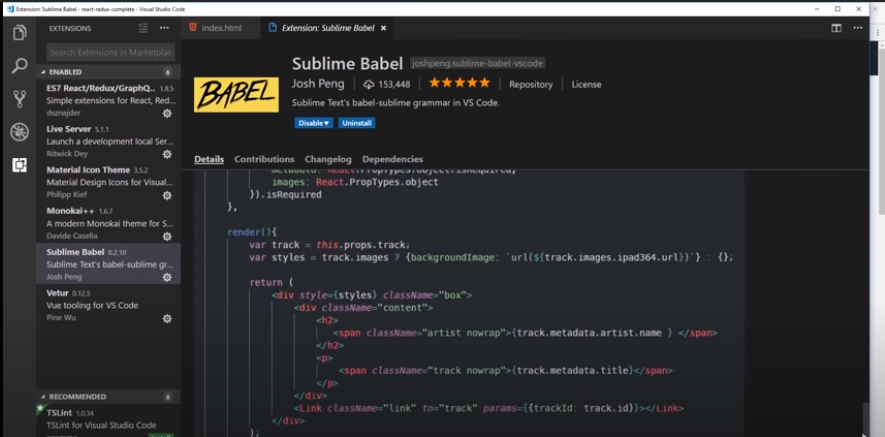 Extension: Sublime Babel - react-redux-complete - Visual Studio Code
EXTENSIONS
Search Extensions in Marketplac
ENABLED 6
ES7 React/Redux/GraphQ... 1.8.5
Simple extensions for React, Red...
dsznajder
Live Server 5.1.1
Launch a development local Ser...
Ritwick Dey
Material Icon Theme 3.5.2
Material Design Icons for Visual...
Philipp Kief
Monokai++ 1.6.7
A modern Monokai theme for S...
Davide Casella
Sublime Babel 0.2.10
Sublime Text's babel-sublime gr...
Josh Peng
Vetur 0.12.5
Vue tooling for VS Code
Pine Wu
RECOMMENDED 8
TSLint 1.0.34
TSLint for Visual Studio Code
index.html
Extension: Sublime Babel ×
BABEL
Sublime Babel joshpeng.sublime-babel-vscode
Josh Peng 153,448 ★★★★★ Repository License
Sublime Text's babel-sublime grammar in VS Code.
Disable▼ Uninstall
Details Contributions Changelog Dependencies
metadata: React.PropTypes.object.isRequired,
images: React.PropTypes.object
}).isRequired
},
render(){
var track = this.props.track;
var styles = track.images ? {backgroundImage: `url(${track.images.ipad364.url})`} : {};
return (
<div style={styles} className="box">
<div className="content">
<h2>
<span className="artist nowrap">{track.metadata.artist.name } </span>
</h2>
<p>
<span className="track nowrap">{track.metadata.title}</span>
</p>
</div>
<Link className="link" to="track" params={{trackId: track.id}}></Link>
</div>
);